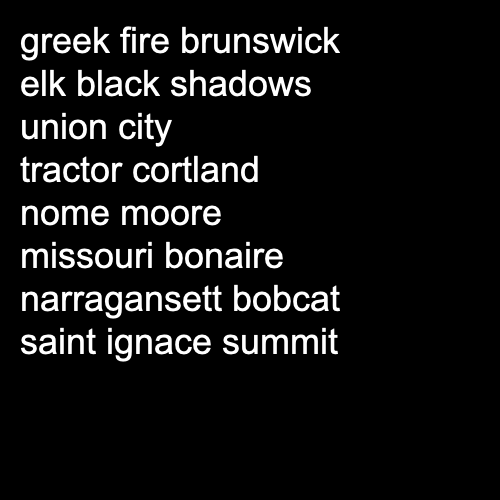 greek fire brunswick
elk black shadows
union city
tractor cortland
nome moore
missouri bonaire
narragansett bobcat
saint ignace summit